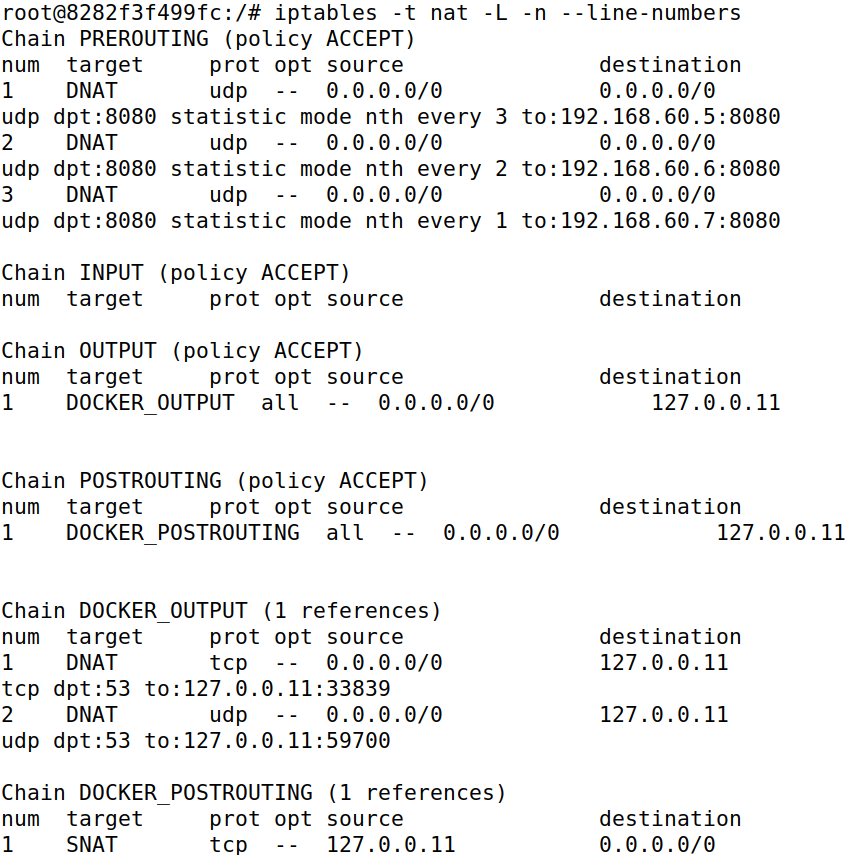 root@8282f3f499fc:/# iptables -t nat -L -n --line-numbers
Chain PREROUTING (policy ACCEPT)
num  target     prot opt source               destination
1    DNAT       udp  --  0.0.0.0/0            0.0.0.0/0
udp dpt:8080 statistic mode nth every 3 to:192.168.60.5:8080
2    DNAT       udp  --  0.0.0.0/0            0.0.0.0/0
udp dpt:8080 statistic mode nth every 2 to:192.168.60.6:8080
3    DNAT       udp  --  0.0.0.0/0            0.0.0.0/0
udp dpt:8080 statistic mode nth every 1 to:192.168.60.7:8080

Chain INPUT (policy ACCEPT)
num  target     prot opt source               destination

Chain OUTPUT (policy ACCEPT)
num  target     prot opt source               destination
1    DOCKER_OUTPUT  all  --  0.0.0.0/0            127.0.0.11

Chain POSTROUTING (policy ACCEPT)
num  target     prot opt source               destination
1    DOCKER_POSTROUTING  all  --  0.0.0.0/0            127.0.0.11

Chain DOCKER_OUTPUT (1 references)
num  target     prot opt source               destination
1    DNAT       tcp  --  0.0.0.0/0            127.0.0.11
tcp dpt:53 to:127.0.0.11:33839
2    DNAT       udp  --  0.0.0.0/0            127.0.0.11
udp dpt:53 to:127.0.0.11:59700

Chain DOCKER_POSTROUTING (1 references)
num  target     prot opt source               destination
1    SNAT       tcp  --  127.0.0.11           0.0.0.0/0